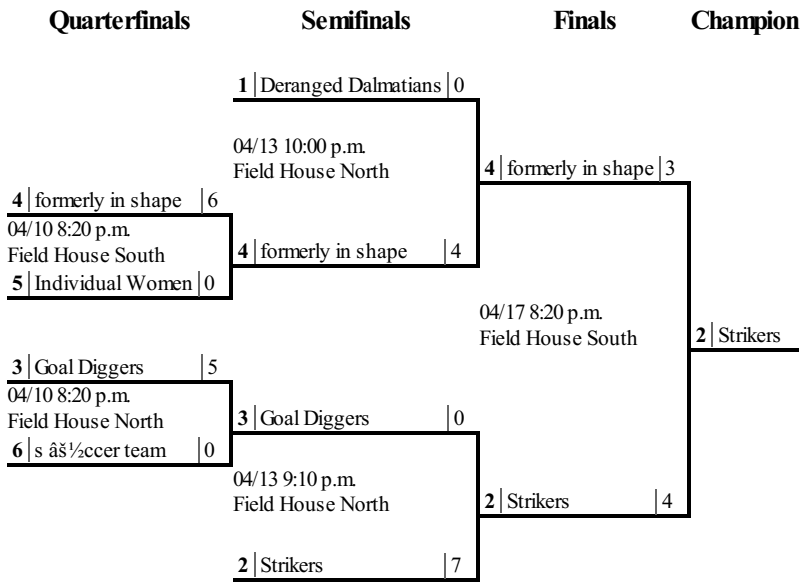 Quarterfinals Semifinals Finals Champion
1 Deranged Dalmatians 0
04/13 10:00 p.m.
Field House North
4 formerly in shape 3
4 formerly in shape 6
04/10 8:20 p.m.
Field House South
4 formerly in shape 4
5 Individual Women 0
04/17 8:20 p.m.
Field House South
2 Strikers
3 Goal Diggers 5
04/10 8:20 p.m.
Field House North
3 Goal Diggers 0
6 s âš½ccer team 0
04/13 9:10 p.m.
Field House North
2 Strikers 4
2 Strikers 7